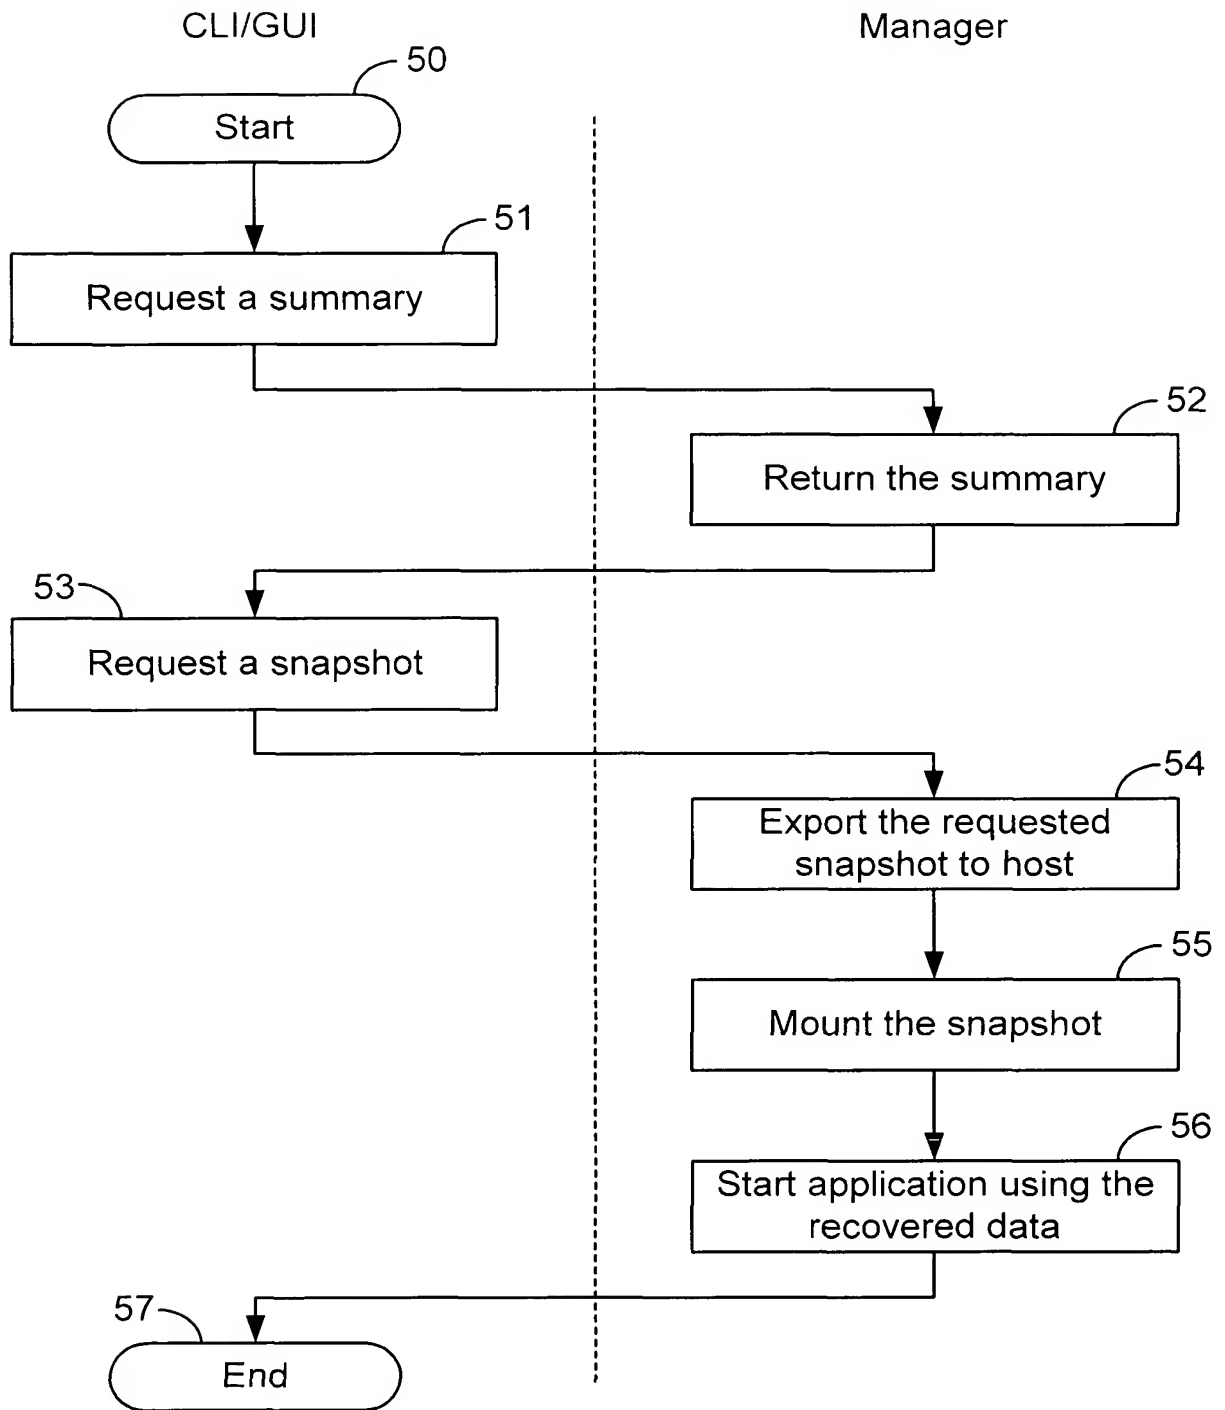 CLI/GUI
Manager
50
Start
51
Request a summary
52
Return the summary
53
Request a snapshot
54
Export the requested
snapshot to host
55
Mount the snapshot
56
Start application using the
recovered data
57
End